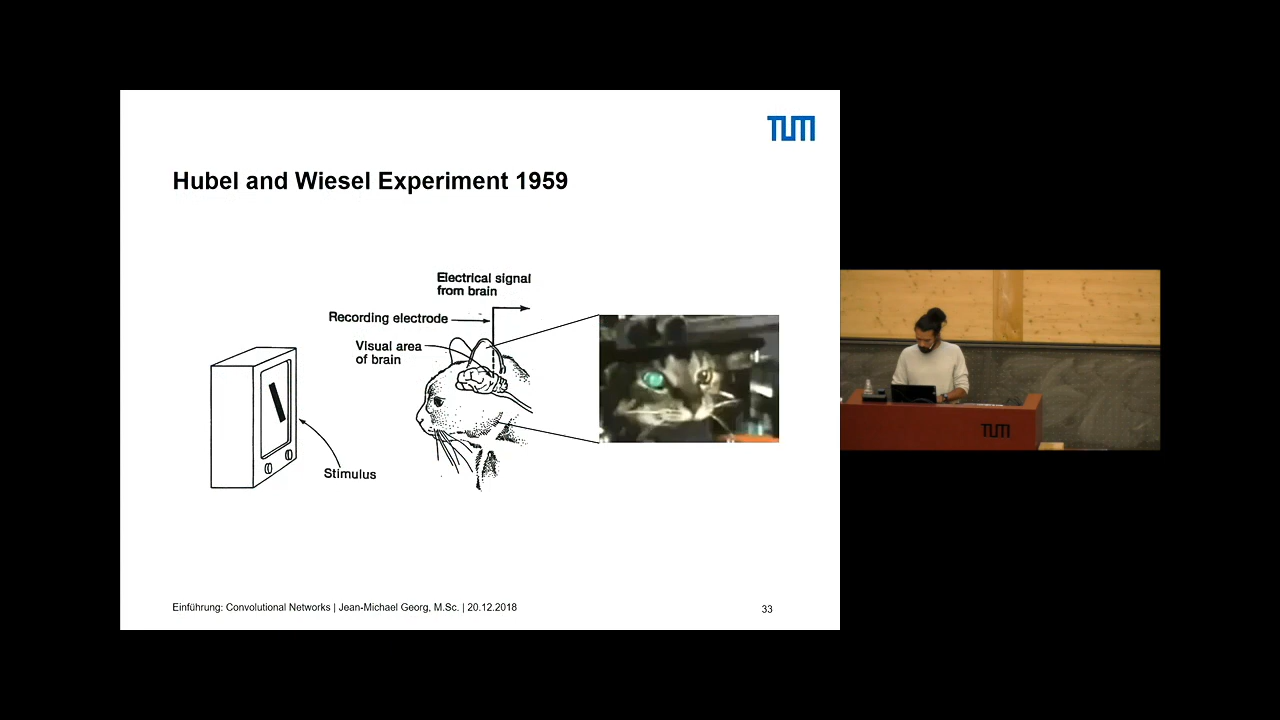 TUM
Hubel and Wiesel Experiment 1959
Electrical signal
from brain
Recording electrode
Visual area
of brain
Stimulus
TUM
Einführung: Convolutional Networks | Jean-Michael Georg, M.Sc. | 20.12.2018
33